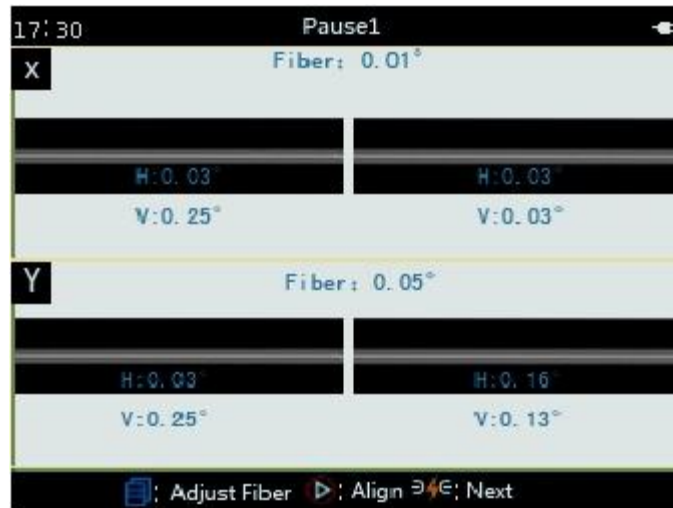 17:30 Pause1
X Fiber: 0.01°
H:0.03° H:0.03°
V:0.25° V:0.03°
Y Fiber: 0.05°
H:0.03° H:0.16°
V:0.25° V:0.13°
: Adjust Fiber : Align : Next